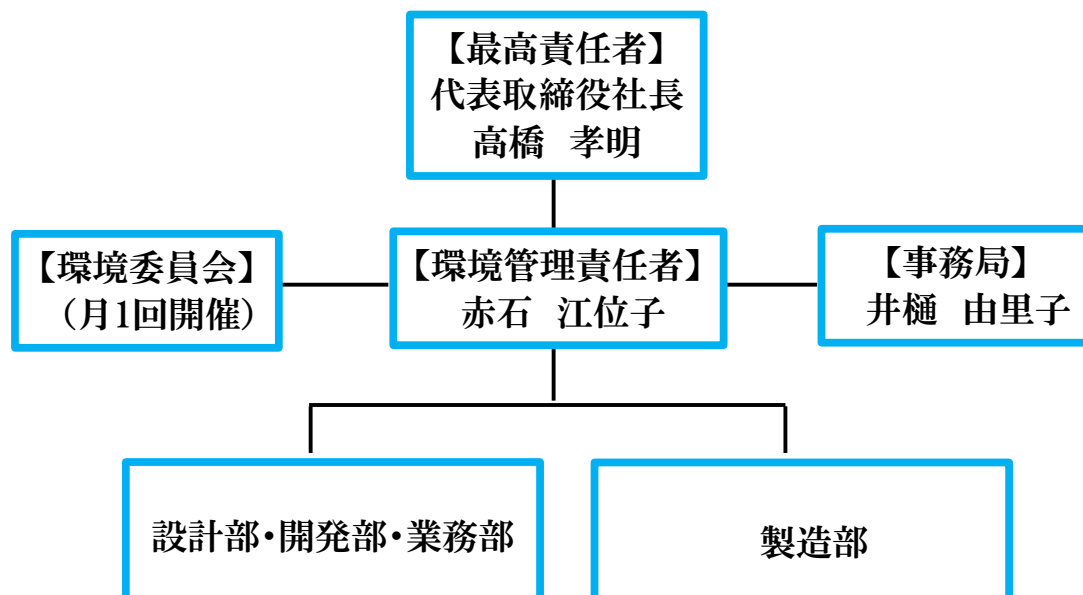 【最高責任者】
代表取締役社長
高橋 孝明
【環境委員会】
（月1回開催）
【環境管理責任者】
赤石 江位子
【事務局】
井樋 由里子
設計部・開発部・業務部
製造部